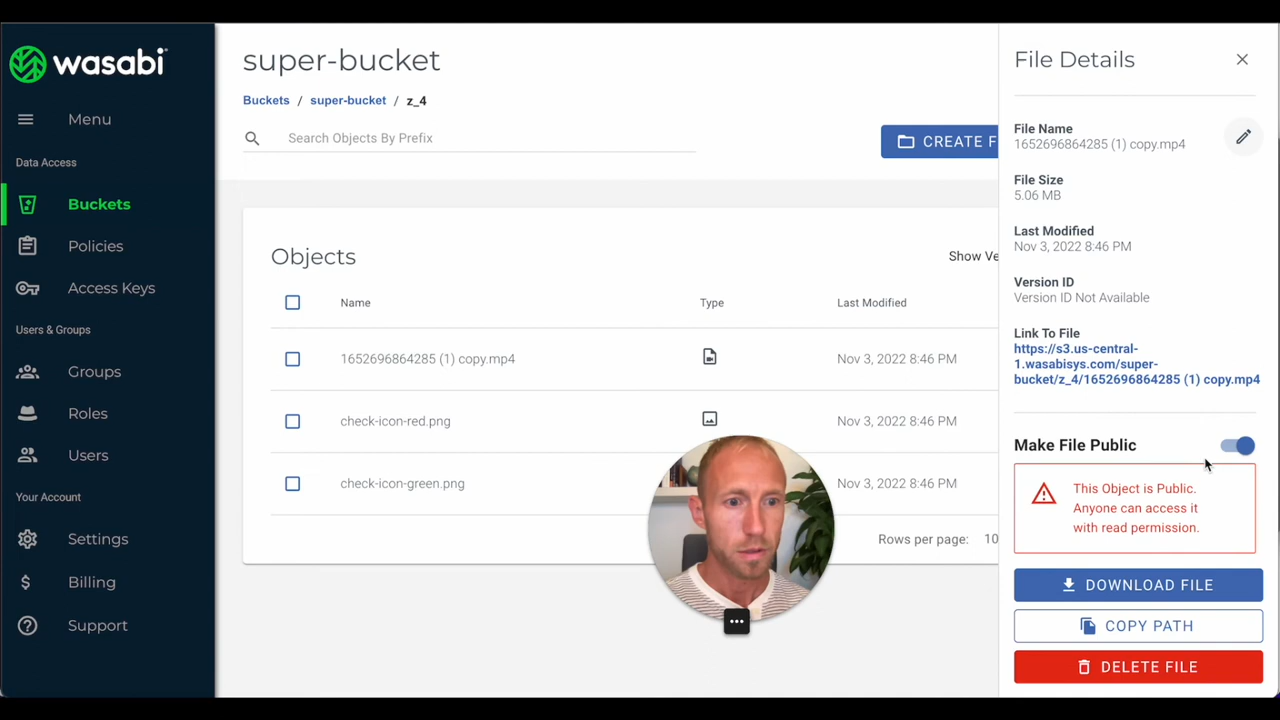 wasabi
Menu
Data Access
Buckets
Policies
Access Keys
Users & Groups
Groups
Roles
Users
Your Account
Settings
Billing
Support
super-bucket
Buckets / super-bucket / z_4
Search Objects By Prefix
CREATE F
Objects
Show Ve
Name Type Last Modified
1652696864285 (1) copy.mp4 Nov 3, 2022 8:46 PM
check-icon-red.png Nov 3, 2022 8:46 PM
check-icon-green.png Nov 3, 2022 8:46 PM
Rows per page: 10
File Details
File Name
1652696864285 (1) copy.mp4
File Size
5.06 MB
Last Modified
Nov 3, 2022 8:46 PM
Version ID
Version ID Not Available
Link To File
https://s3.us-central-
1.wasabisys.com/super-
bucket/z_4/1652696864285 (1) copy.mp4
Make File Public
This Object is Public.
Anyone can access it
with read permission.
DOWNLOAD FILE
COPY PATH
DELETE FILE